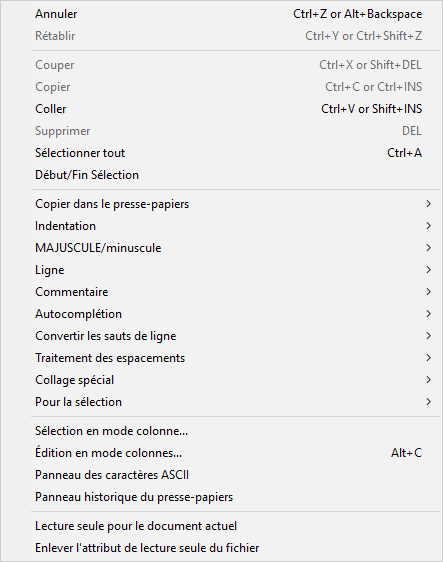 Annuler Ctrl+Z or Alt+Backspace
Rétablir Ctrl+Y or Ctrl+Shift+Z
Couper Ctrl+X or Shift+DEL
Copier Ctrl+C or Ctrl+INS
Coller Ctrl+V or Shift+INS
Supprimer DEL
Sélectionner tout Ctrl+A
Début/Fin Sélection
Copier dans le presse-papiers
Indentation
MAJUSCULE/minuscule
Ligne
Commentaire
Autocomplétion
Convertir les sauts de ligne
Traitement des espacements
Collage spécial
Pour la sélection
Sélection en mode colonne...
Édition en mode colonnes... Alt+C
Panneau des caractères ASCII
Panneau historique du presse-papiers
Lecture seule pour le document actuel
Enlever l'attribut de lecture seule du fichier